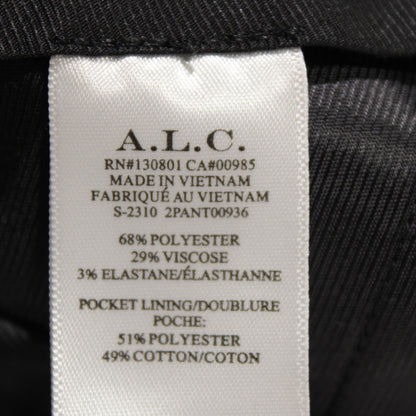 A.L.C.
RN#130801 CA#00985
MADE IN VIETNAM
FABRIQUÉ AU VIETNAM
S-2310 2PANT00936
68% POLYESTER
29% VISCOSE
3% ELASTANE/ÉLASTHANNE
POCKET LINING/DOUBLURE
POCHE:
51% POLYESTER
49% COTTON/COTON